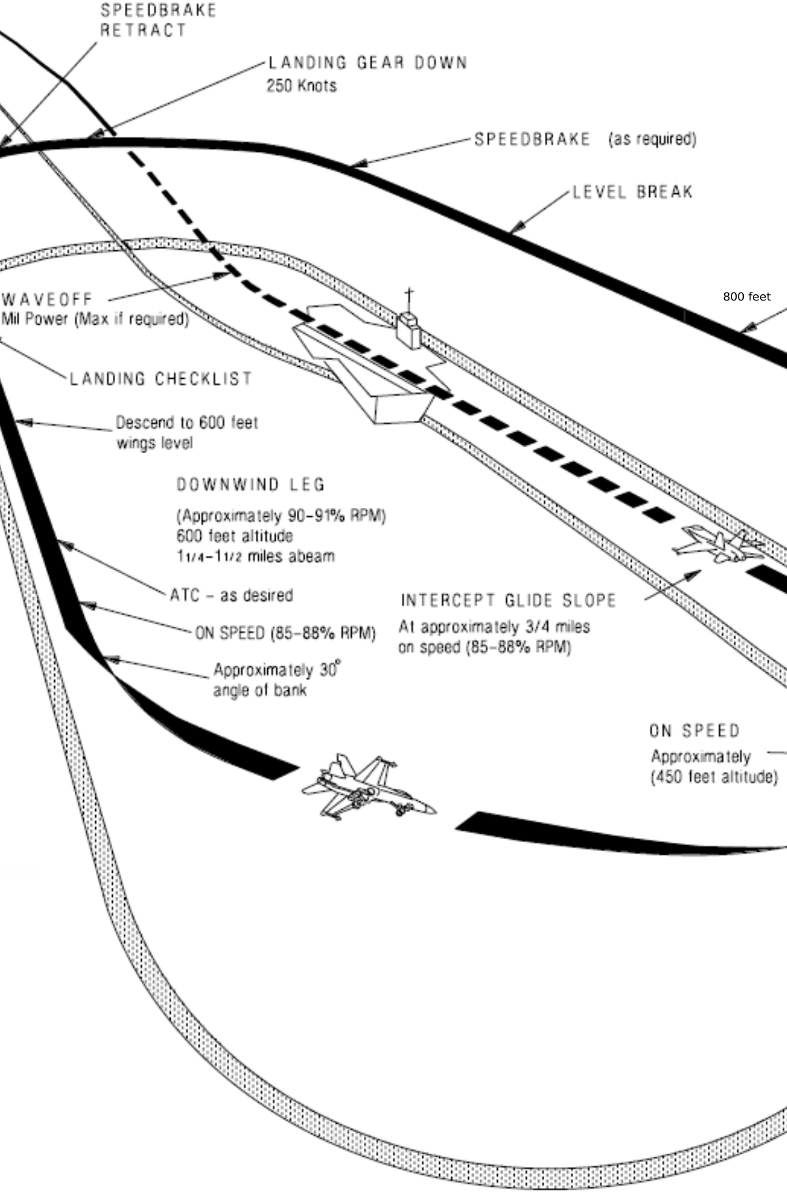 SPEEDBRAKE
RETRACT
LANDING GEAR DOWN
250 Knots
SPEEDBRAKE (as required)
LEVEL BREAK
800 feet
WAVEOFF
Mil Power (Max if required)
LANDING CHECKLIST
Descend to 600 feet
wings level
DOWNWIND LEG
(Approximately 90-91% RPM)
600 feet altitude
1 1/4-1 1/2 miles abeam
ATC - as desired
ON SPEED (85-88% RPM)
Approximately 30°
angle of bank
INTERCEPT GLIDE SLOPE
At approximately 3/4 miles
on speed (85-88% RPM)
ON SPEED
Approximately
(450 feet altitude)